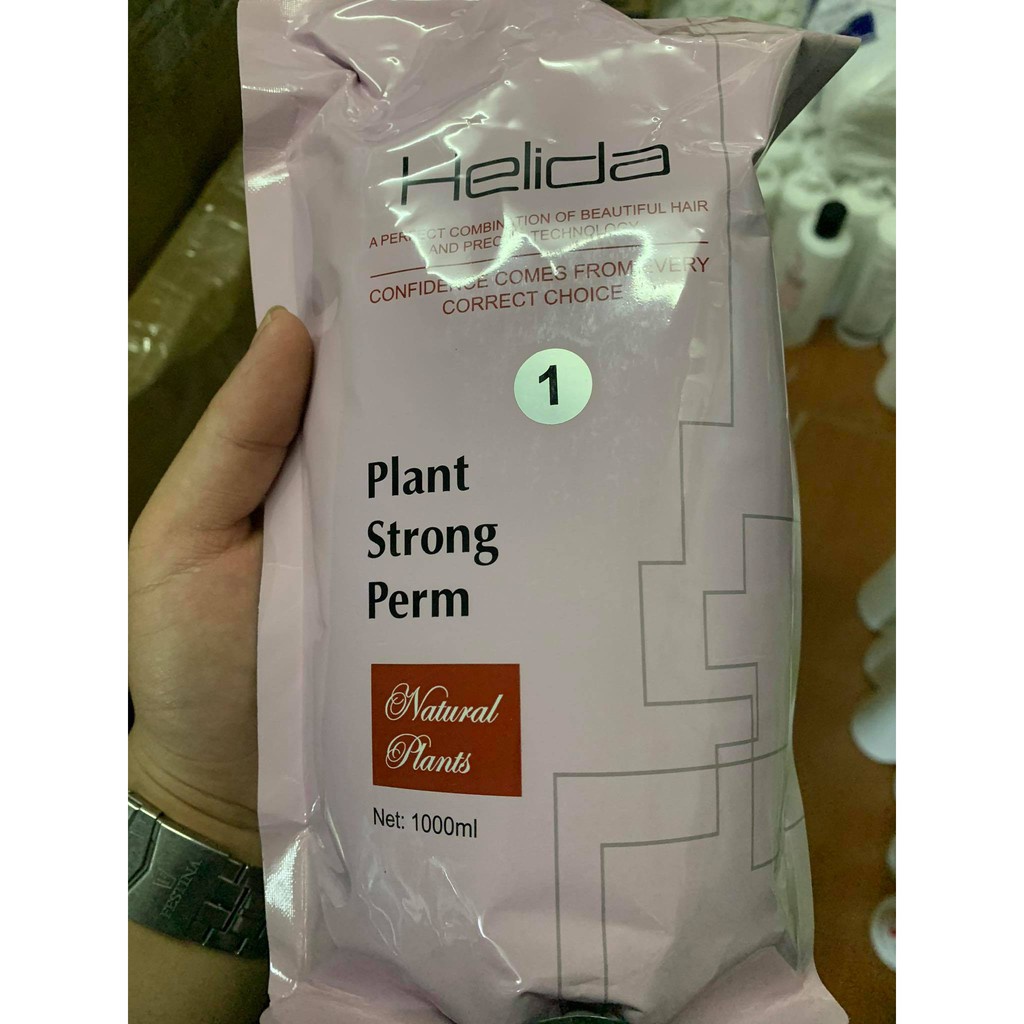 Helida
A PERFECT COMBINATION OF BEAUTIFUL HAIR
AND TECHNOLOGY
CONFIDENCE COMES FROM EVERY
CORRECT CHOICE
1
Plant
Strong
Perm
Natural
Plants
Net: 1000ml
FESTINA